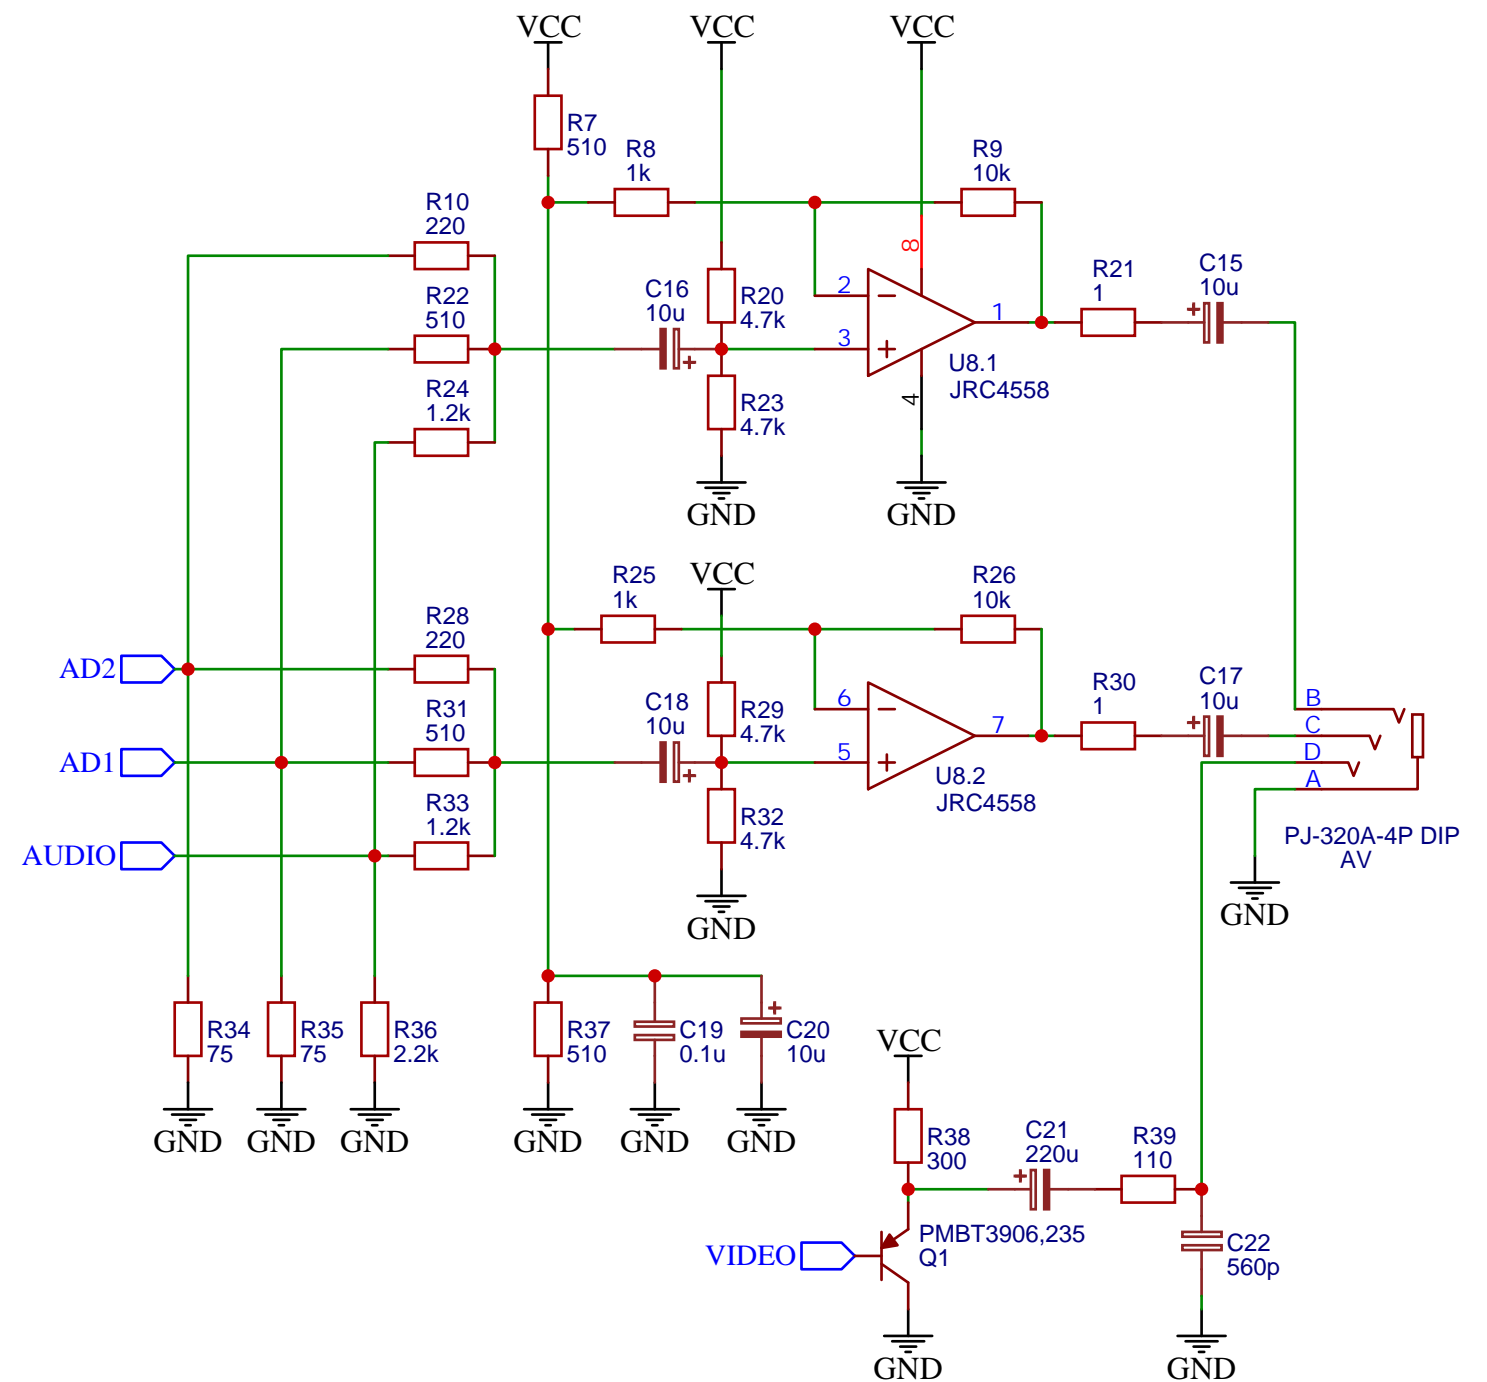 VCC
VCC
VCC
R7
510
R8
1k
R9
10k
R10
220
8
R22
510
C16
10u
R20
4.7k
2
3
1
R21
1
C15
10u
U8.1
JRC4558
R24
1.2k
R23
4.7k
4
GND
GND
VCC
R25
1k
R26
10k
R28
220
AD2
R31
510
C18
10u
R29
4.7k
6
5
7
R30
1
C17
10u
B
C
D
A
AD1
U8.2
JRC4558
R33
1.2k
R32
4.7k
AUDIO
PJ-320A-4P DIP
AV
GND
GND
R34
75
R35
75
R36
2.2k
R37
510
C19
0.1u
C20
10u
GND
GND
GND
GND
GND
GND
VCC
R38
300
C21
220u
R39
110
VIDEO
PMBT3906,235
Q1
C22
560p
GND
GND